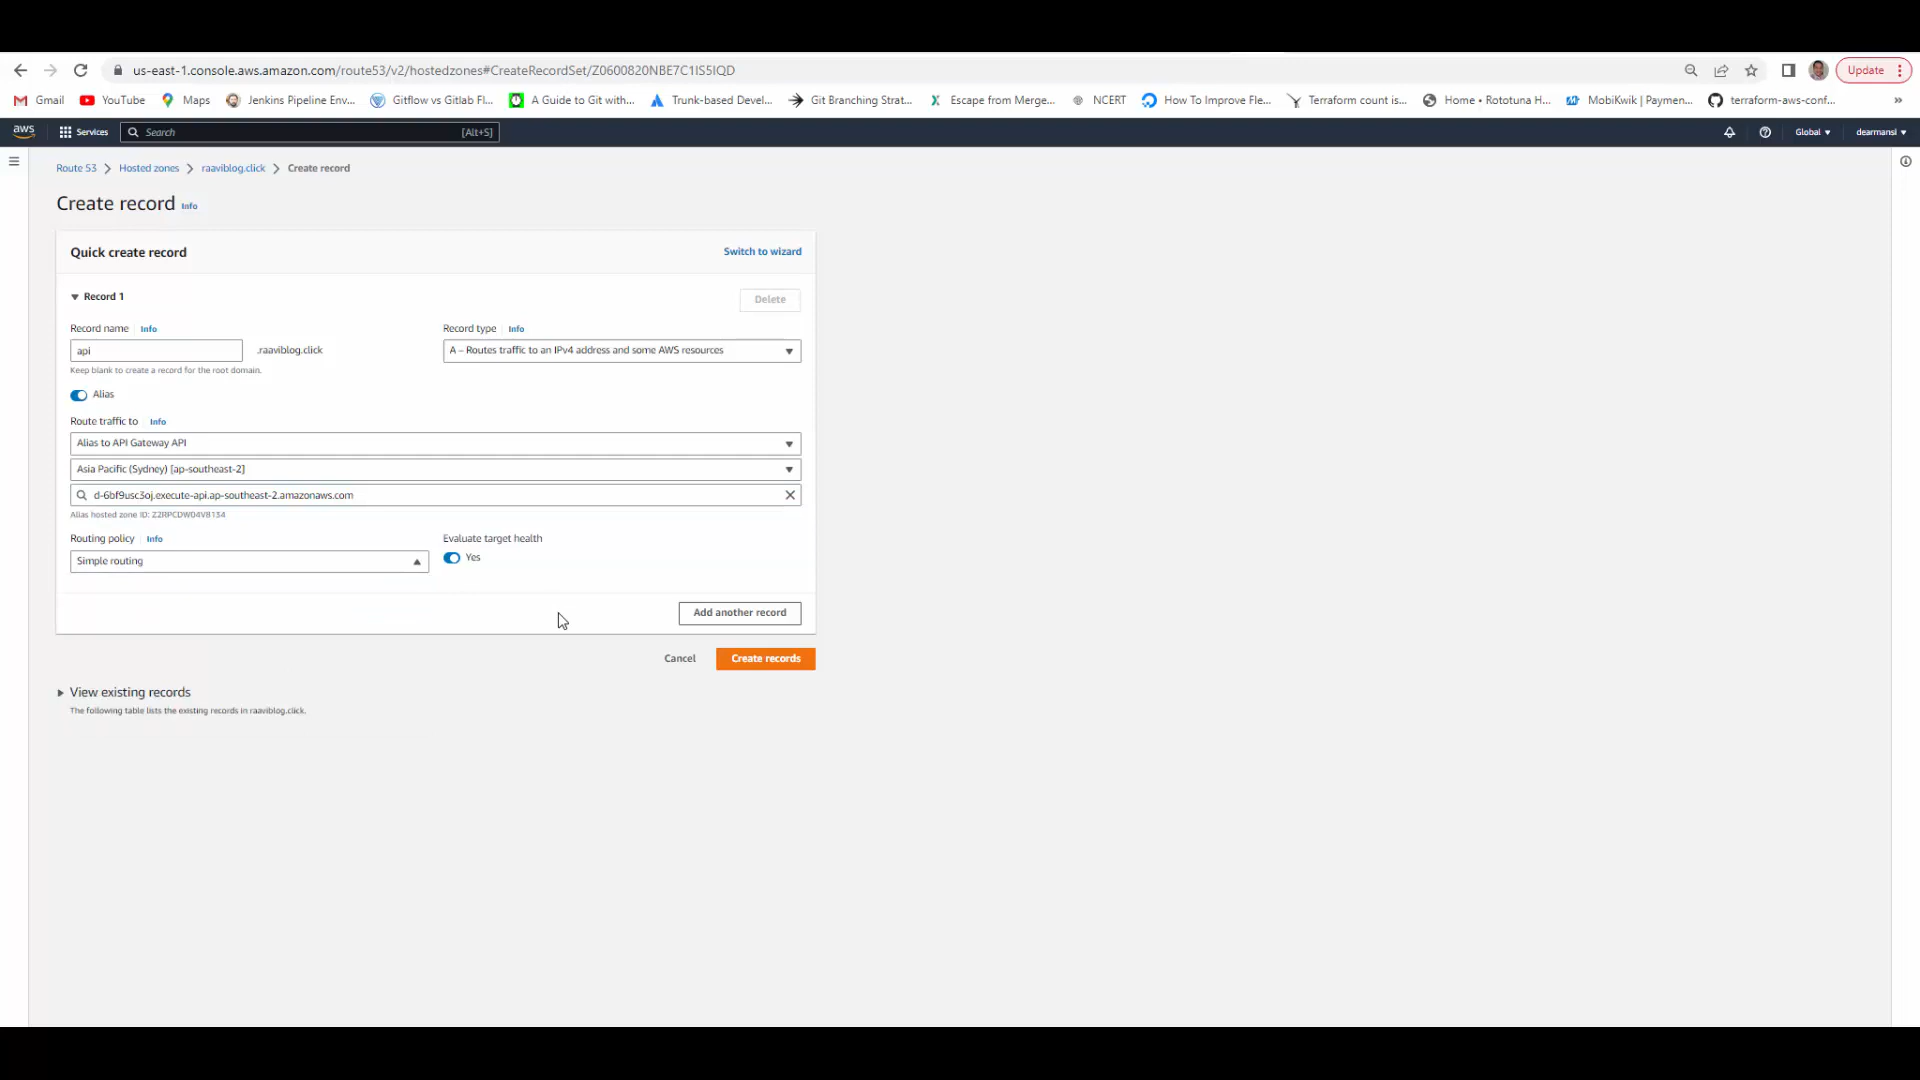 us-east-1.console.aws.amazon.com/route53/v2/hostedzones#CreateRecordSet/Z0600820NBE7C1IS5IQD
Update
Gmail YouTube Maps Jenkins Pipeline Env... Gitflow vs Gitlab Fl... A Guide to Git with... Trunk-based Devel... Git Branching Strat... Escape from Merge... NCERT How To Improve Fle... Terraform count is... Home • Rototuna H... MobiKwik | Paymen... terraform-aws-conf... »
aws Services Search [Alt+S] Global dearmansi
Route 53 > Hosted zones > raaviblog.click > Create record
Create record Info
Quick create record Switch to wizard
Record 1 Delete
Record name Info Record type Info
api .raaviblog.click A – Routes traffic to an IPv4 address and some AWS resources
Keep blank to create a record for the root domain.
Alias
Route traffic to Info
Alias to API Gateway API
Asia Pacific (Sydney) [ap-southeast-2]
d-6bf9usc3oj.execute-api.ap-southeast-2.amazonaws.com
Alias hosted zone ID: Z2RPCDW04V8134
Routing policy Info Evaluate target health
Simple routing Yes
Add another record
Cancel Create records
View existing records
The following table lists the existing records in raaviblog.click.